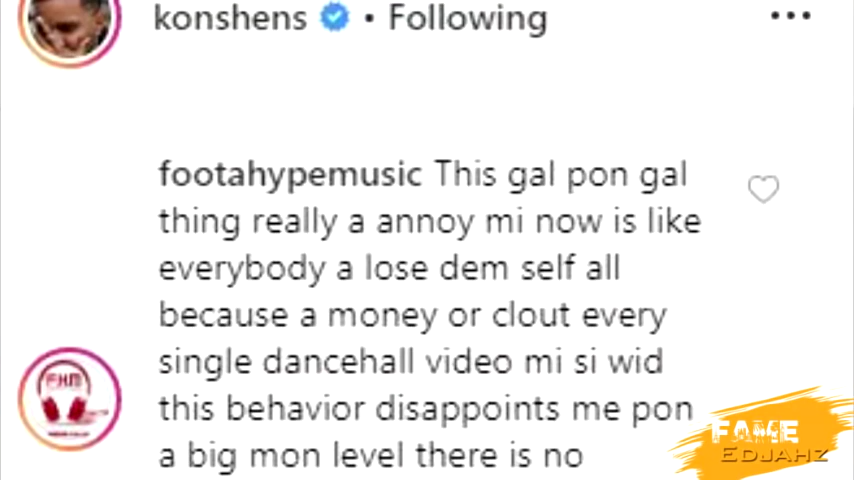 konshens • Following
footahypemusic This gal pon gal
thing really a annoy mi now is like
everybody a lose dem self all
because a money or clout every
single dancehall video mi si wid
this behavior disappoints me pon
a big mon level there is no
FHM
FAME
EDJAHZ